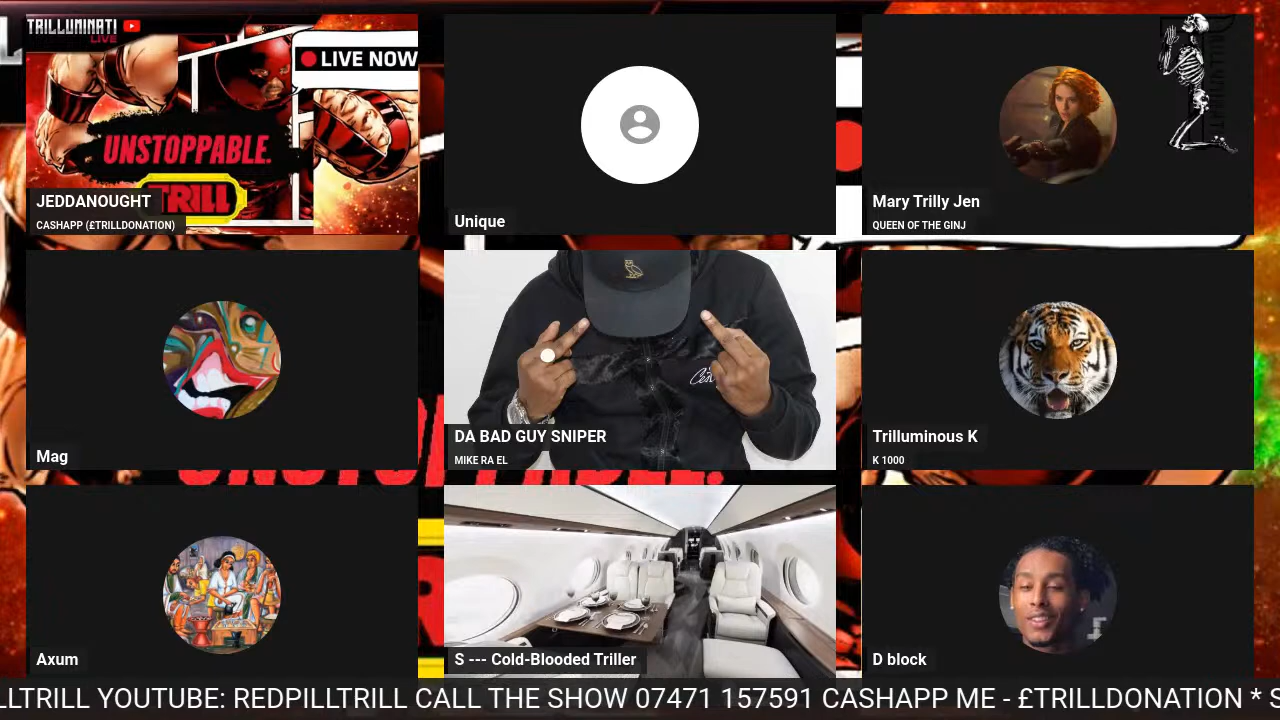 TRILLUMINATI
LIVE
LIVE NOW
UNSTOPPABLE.
TRILL
JEDDANOUGHT
CASHAPP (£TRILLDONATION)
Unique
Mary Trilly Jen
QUEEN OF THE GINJ
Mag
DA BAD GUY SNIPER
MIKE RA EL
Trilluminous K
K 1000
Axum
S --- Cold-Blooded Triller
D block
LLTRILL YOUTUBE: REDPILLTRILL CALL THE SHOW 07471 157591 CASHAPP ME - £TRILLDONATION * S